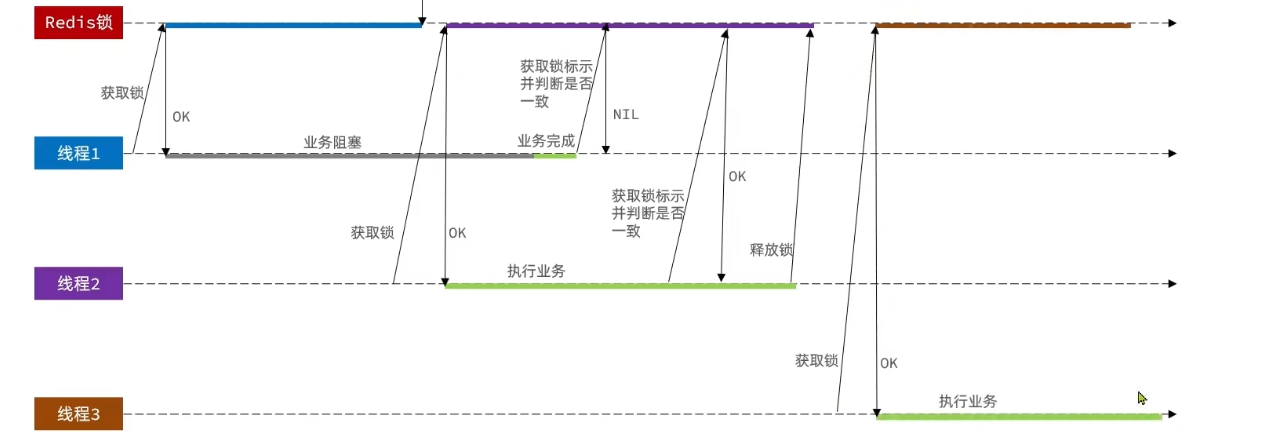 Redis锁
获取锁标示
并判断是否
一致
获取锁
OK
NIL
业务阻塞
业务完成
线程1
OK
获取锁标示
并判断是否
一致
获取锁
OK
释放锁
执行业务
线程2
获取锁
OK
执行业务
线程3